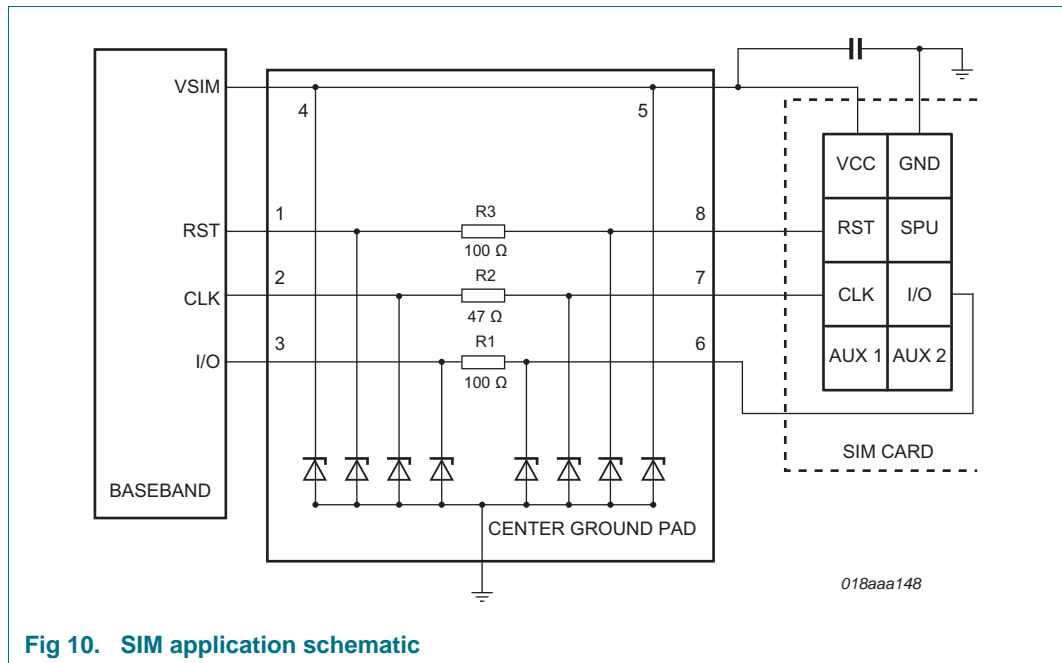 VSIM
4
5
VCC
GND
RST
1
R3
100 Ω
8
RST
SPU
CLK
2
R2
47 Ω
7
CLK
I/O
I/O
3
R1
100 Ω
6
AUX 1
AUX 2
SIM CARD
BASEBAND
CENTER GROUND PAD
018aaa148
Fig 10. SIM application schematic